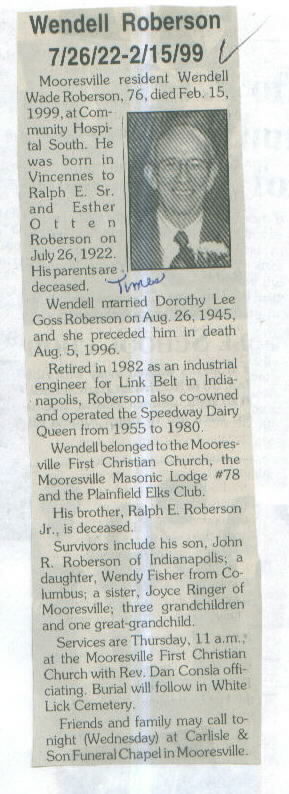 Wendell Roberson
7/26/22-2/15/99
Mooresville resident Wendell
Wade Roberson, 76, died Feb. 15,
1999, at Com-
munity Hospi-
tal South. He
was born in
Vincennes to
Ralph E. Sr.
and Esther
Otten
Roberson on
July 26, 1922.
His parents are
deceased.
Times
Wendell married Dorothy Lee
Goss Roberson on Aug. 26, 1945,
and she preceded him in death
Aug. 5, 1996.
Retired in 1982 as an industrial
engineer for Link Belt in India-
napolis, Roberson also co-owned
and operated the Speedway Dairy
Queen from 1955 to 1980.
Wendell belonged to the Moores-
ville First Christian Church, the
Mooresville Masonic Lodge #78
and the Plainfield Elks Club.
His brother, Ralph E. Roberson
Jr., is deceased.
Survivors include his son, John
R. Roberson of Indianapolis; a
daughter, Wendy Fisher from Co-
lumbus; a sister, Joyce Ringer of
Mooresville; three grandchildren
and one great-grandchild.
Services are Thursday, 11 a.m.,
at the Mooresville First Christian
Church with Rev. Dan Consla offi-
ciating. Burial will follow in White
Lick Cemetery.
Friends and family may call to-
night (Wednesday) at Carlisle &
Son Funeral Chapel in Mooresville.